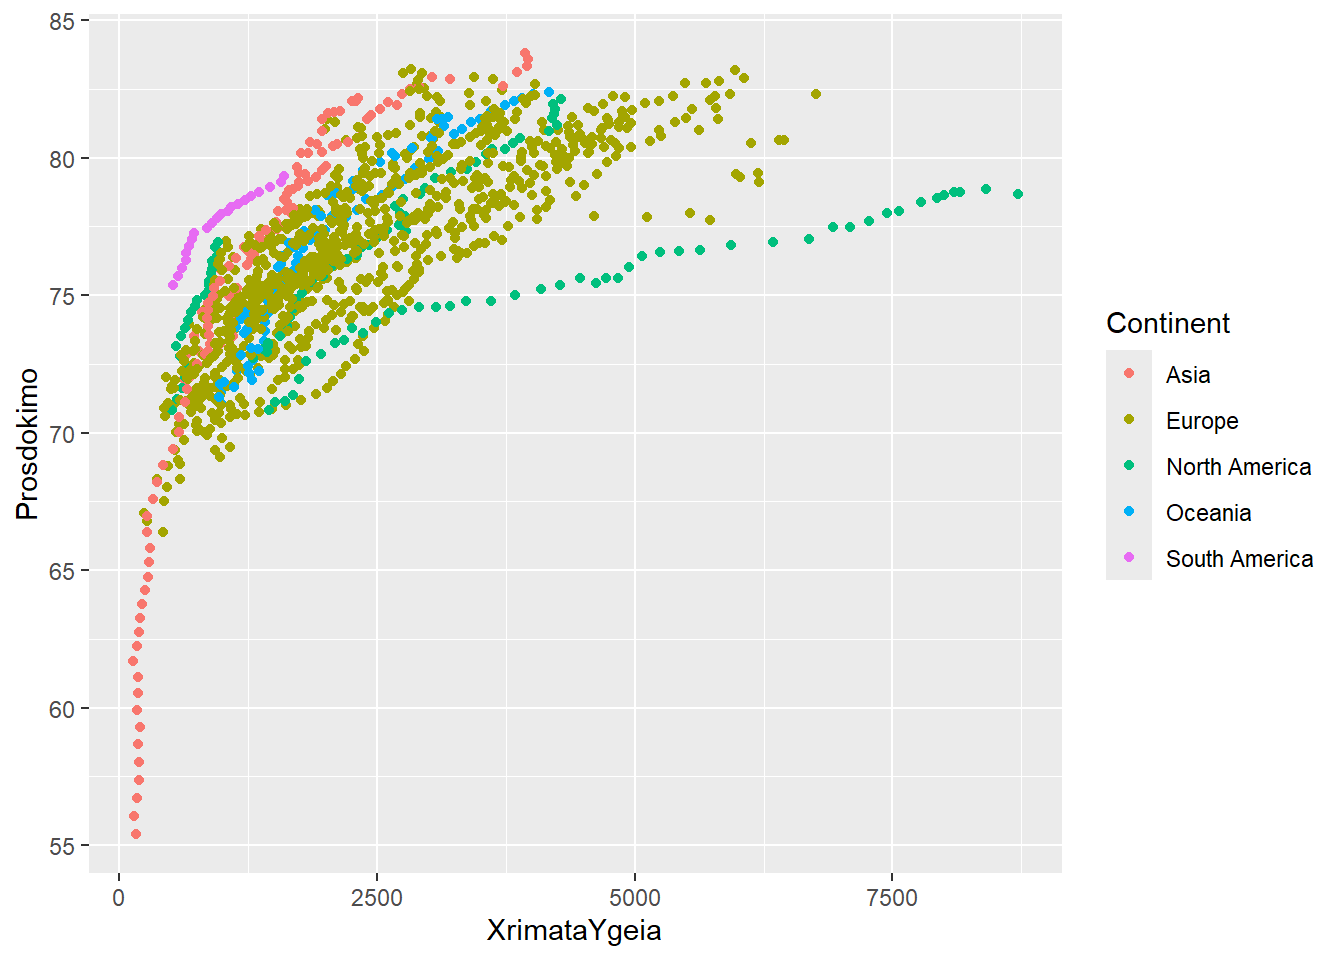 85
80
75
70
65
60
55
Prosdokimo
0
2500
5000
7500
XrimataYgeia
Continent
Asia
Europe
North America
Oceania
South America